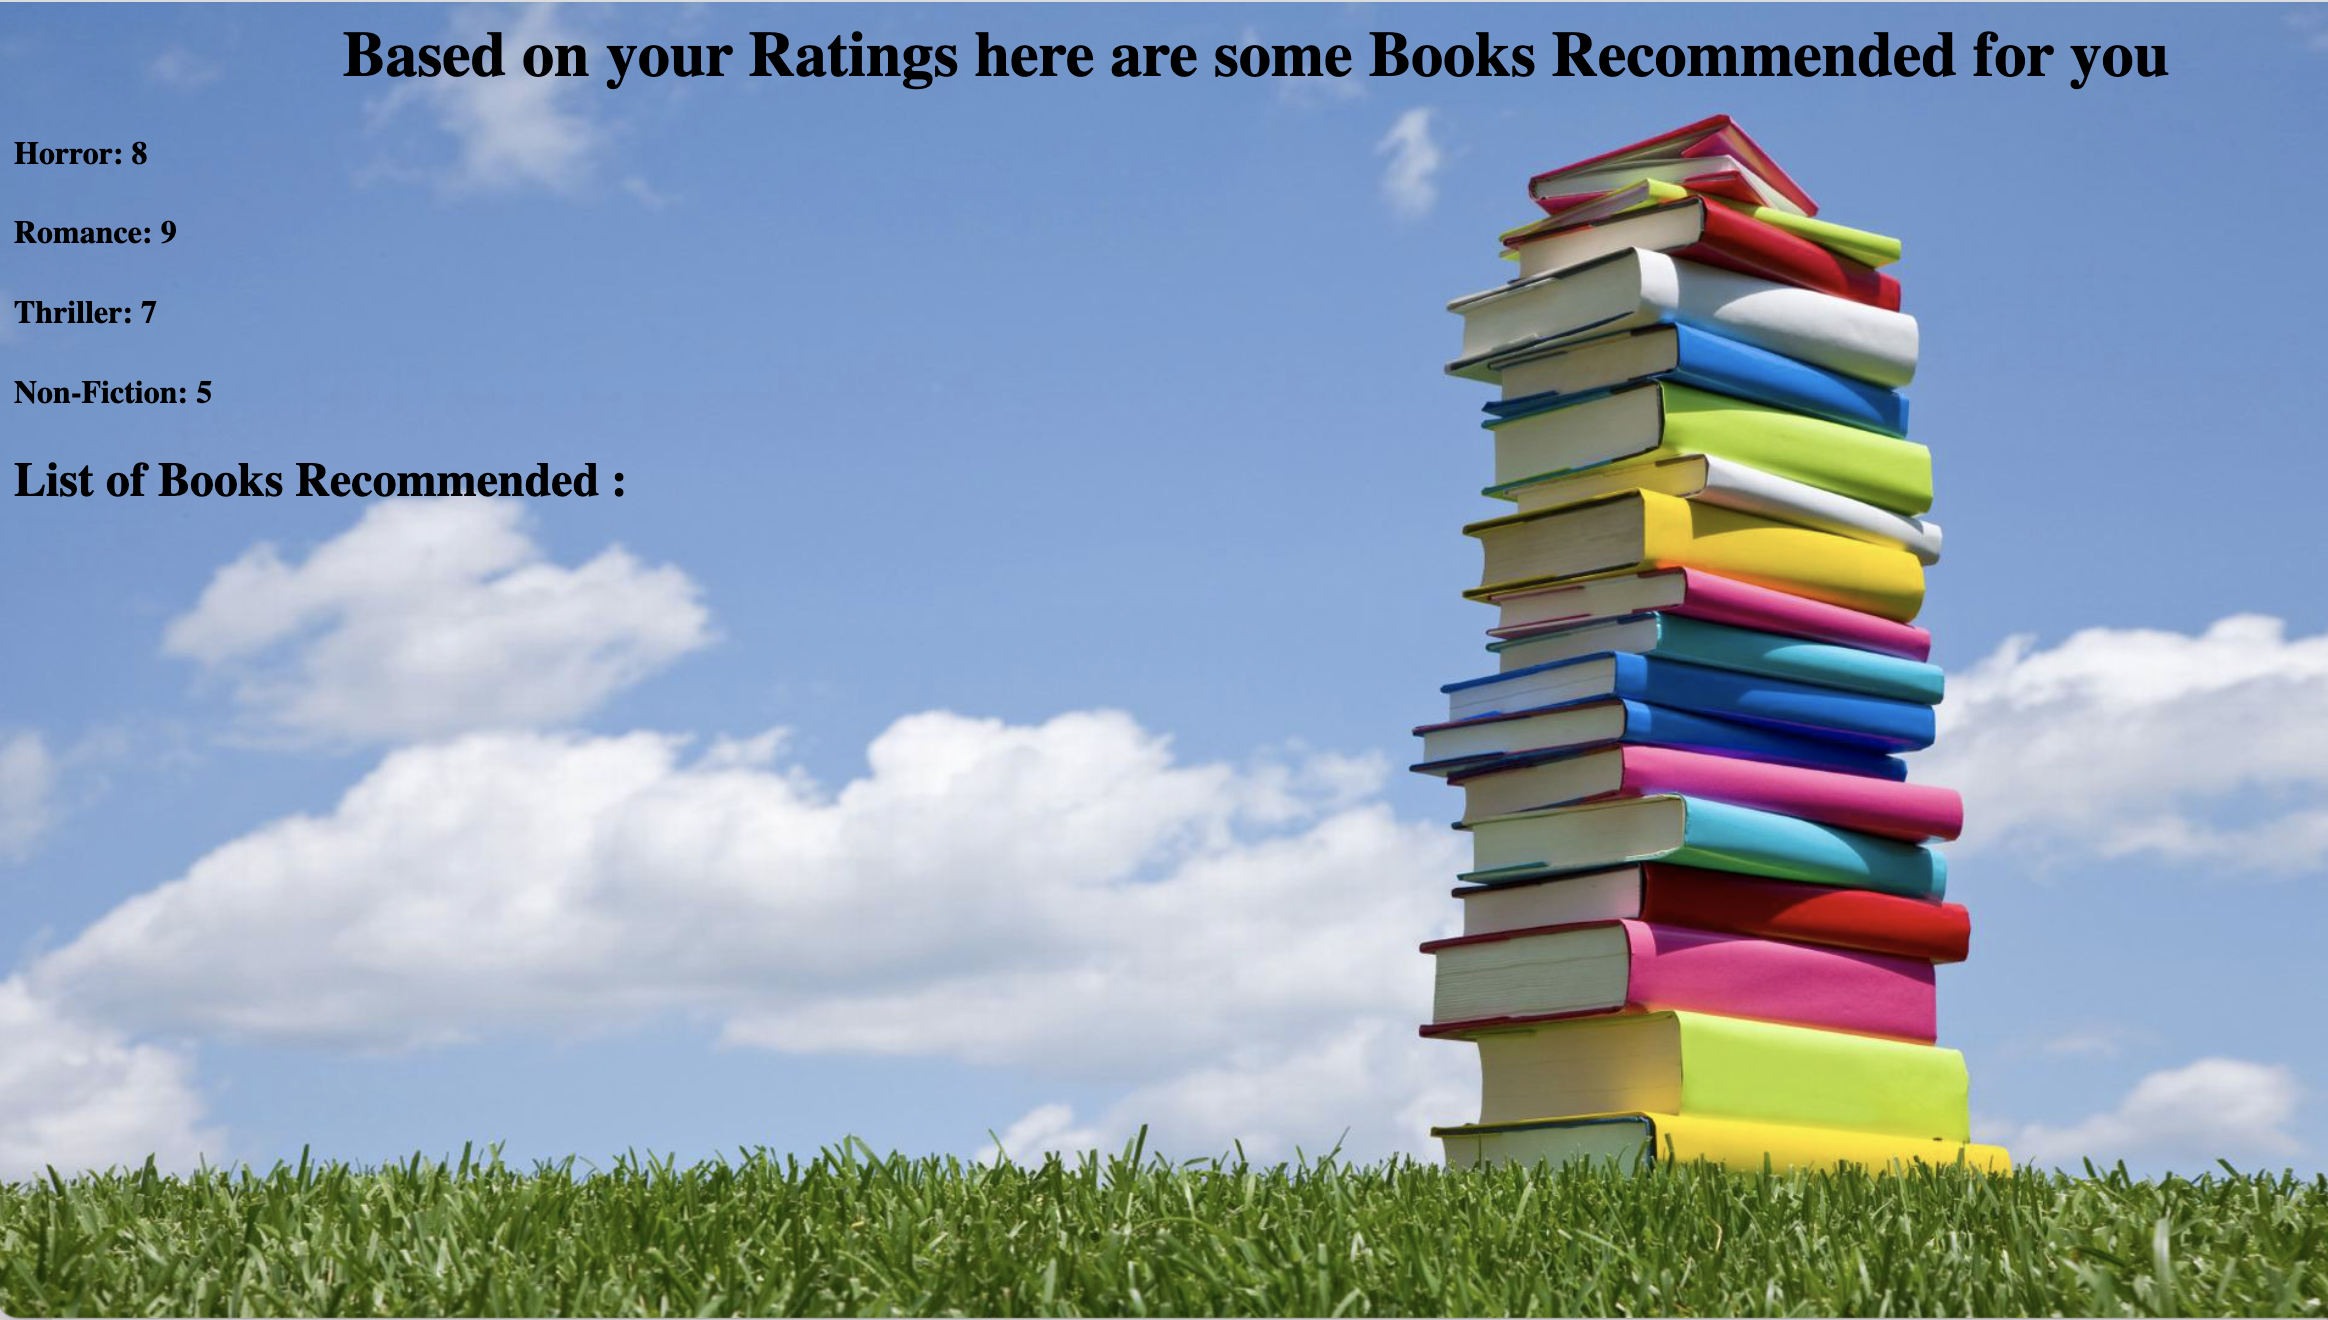 Based on your Ratings here are some Books Recommended for you
Horror: 8
Romance: 9
Thriller: 7
Non-Fiction: 5
List of Books Recommended :